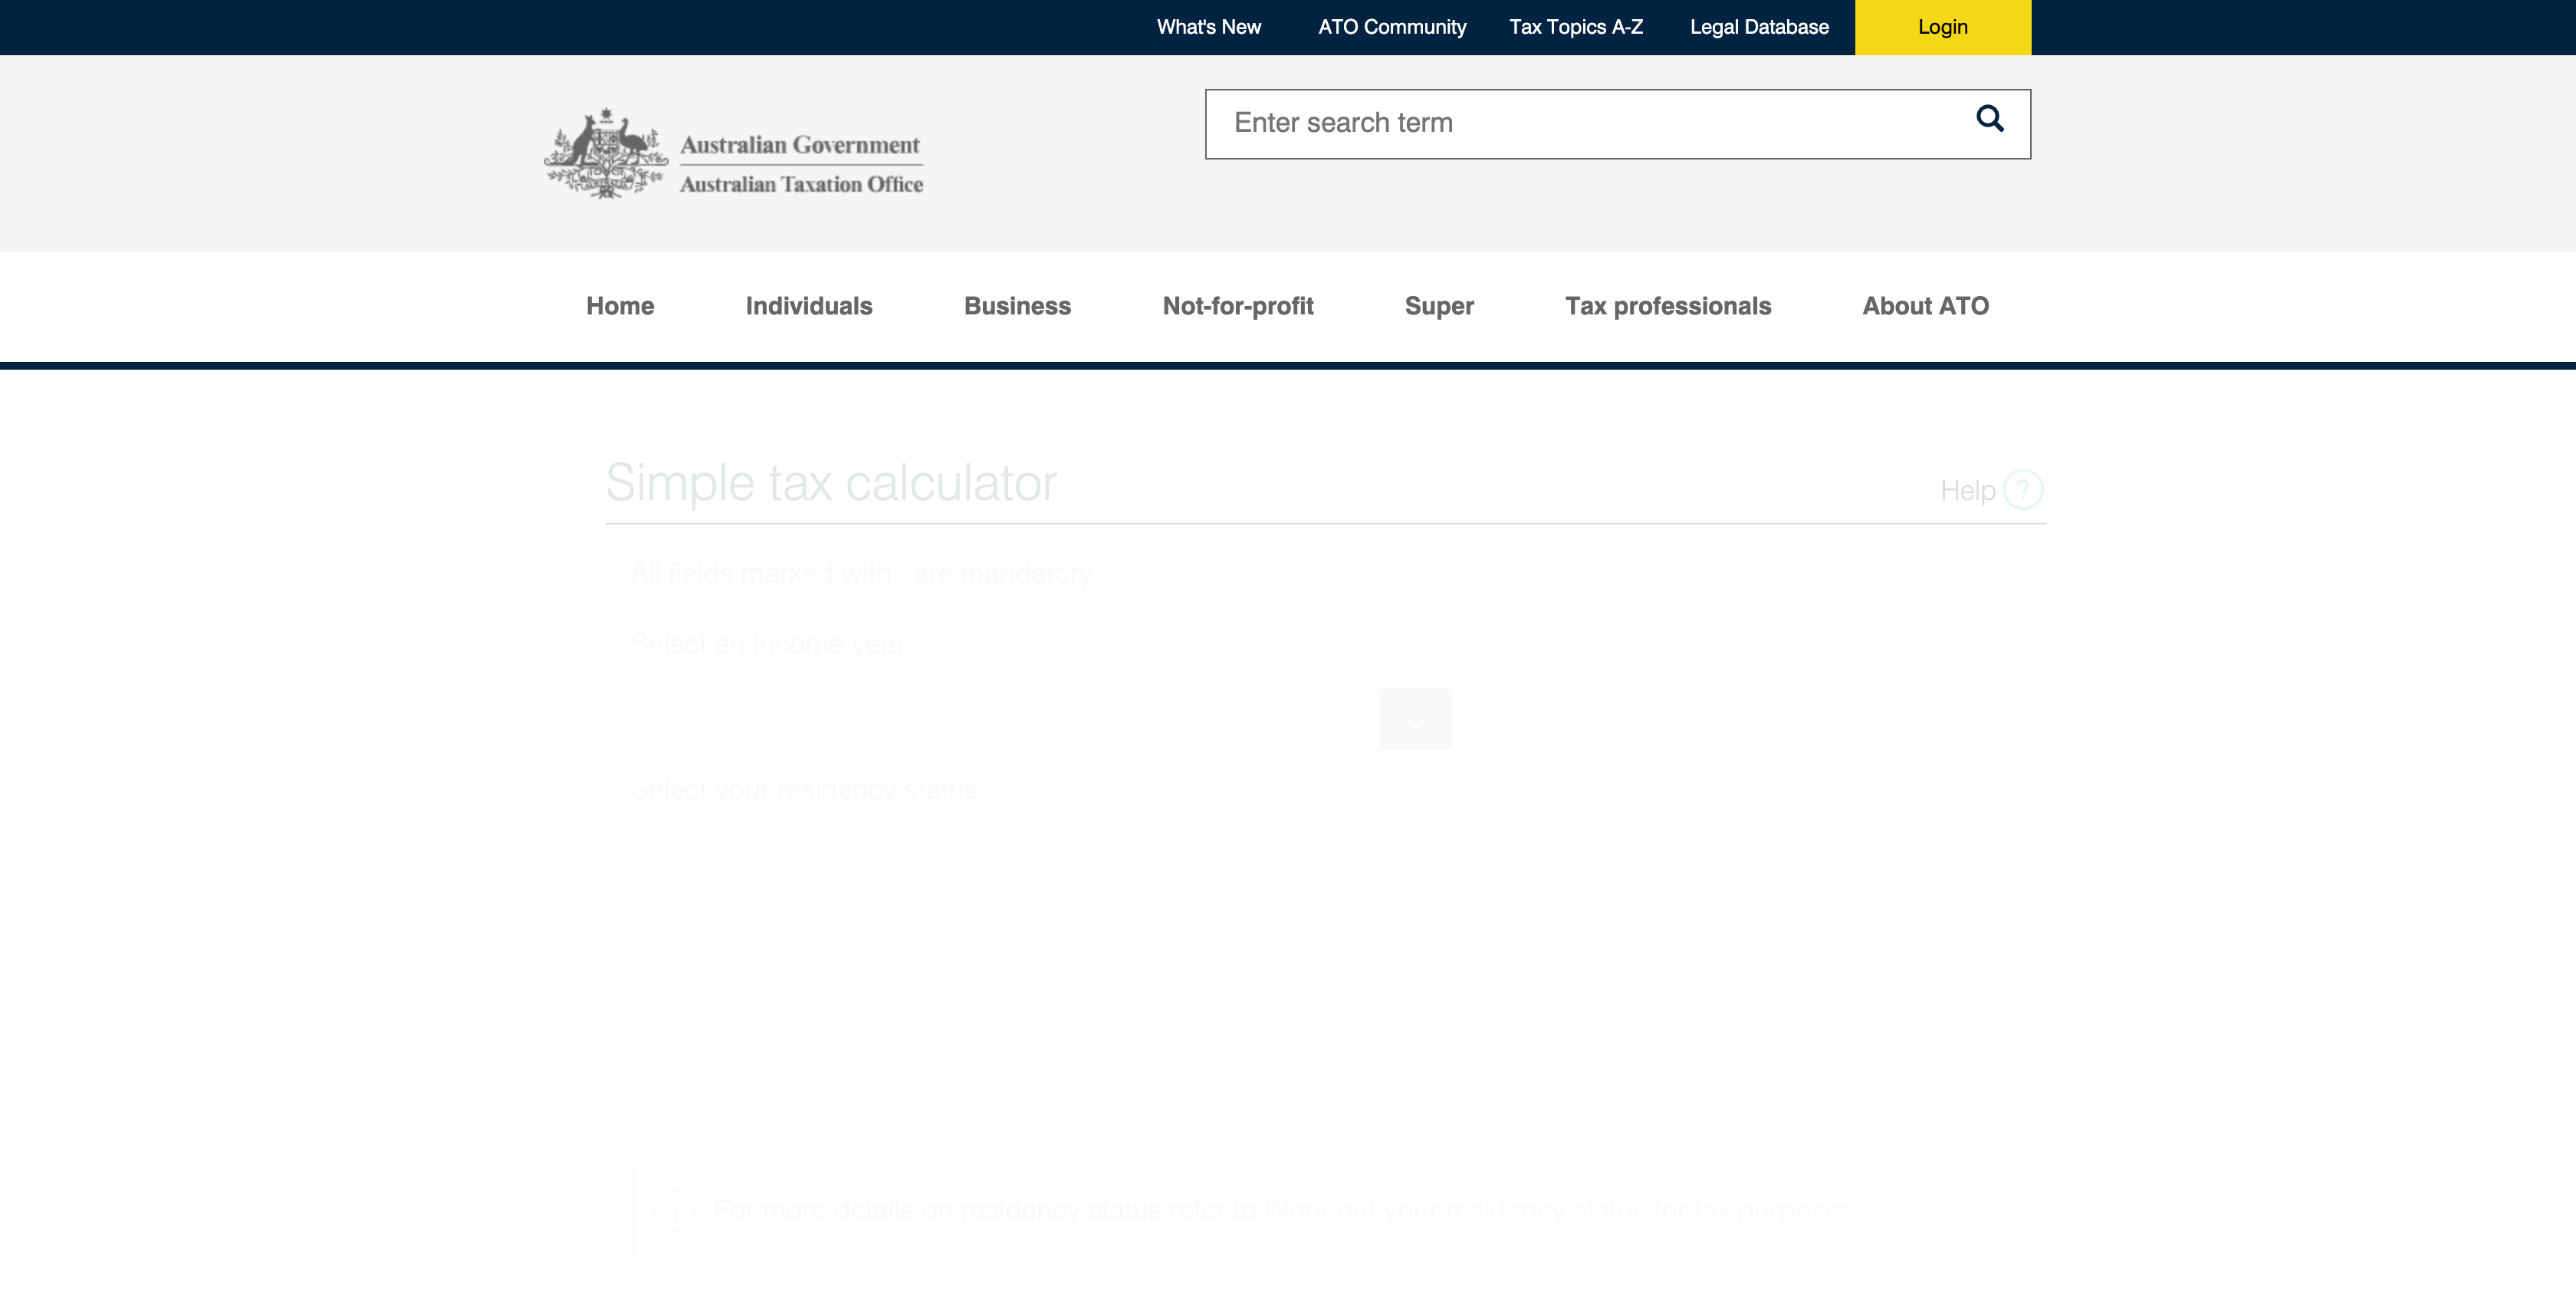 What's New ATO Community Tax Topics A-Z Legal Database Login
Enter search term
Australian Government
Australian Taxation Office
Home Individuals Business Not-for-profit Super Tax professionals About ATO
Simple tax calculator Help ?
All fields marked with are mandatory
Select an income year
Select your residency status
For more details on residency status refer to Work out your residency status for tax purposes